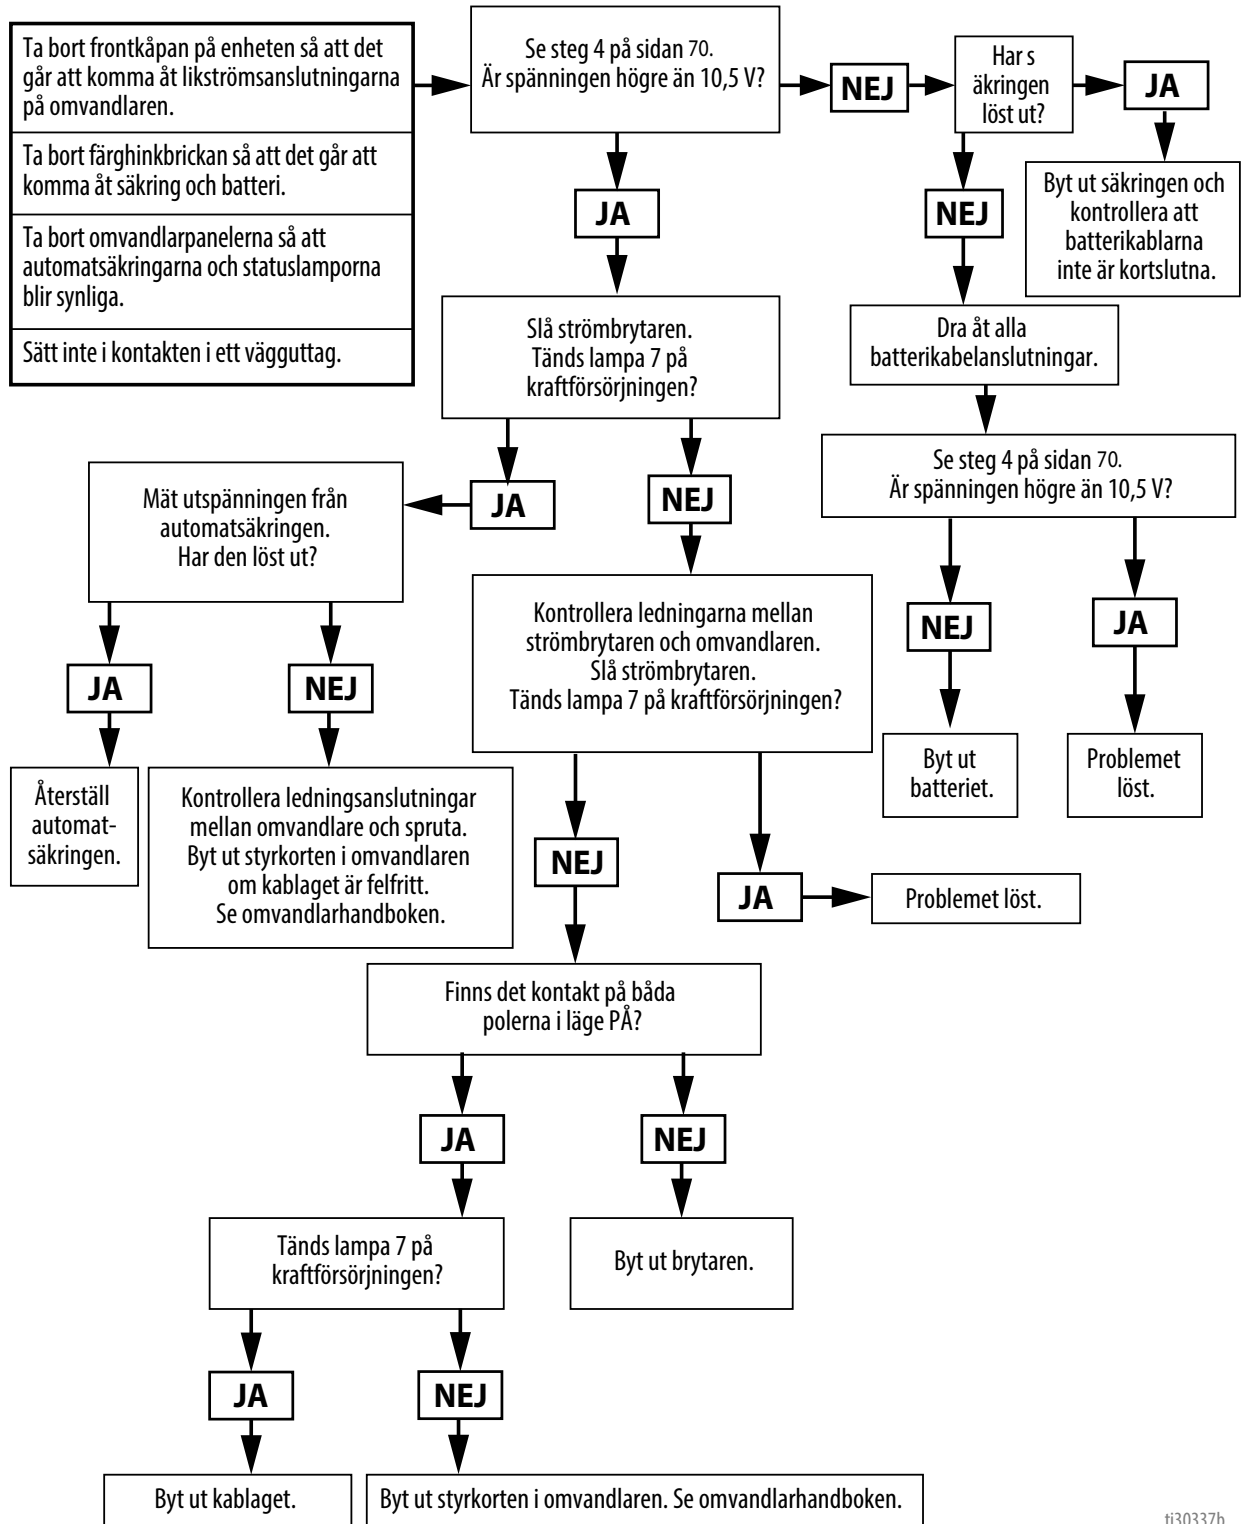 Ta bort frontkåpan på enheten så att det
går att komma åt likströmsanslutningarna
på omvandlaren.
Ta bort färghinkbrickan så att det går att
komma åt säkring och batteri.
Ta bort omvandlarpanelerna så att
automatsäkringarna och statuslamporna
blir synliga.
Sätt inte i kontakten i ett vägguttag.
Se steg 4 på sidan 70.
Är spänningen högre än 10,5 V?
NEJ
Har s
äkringen
löst ut?
JA
Byt ut säkringen och
kontrollera att
batterikablarna
inte är kortslutna.
NEJ
Dra åt alla
batterikabelanslutningar.
Se steg 4 på sidan 70.
Är spänningen högre än 10,5 V?
NEJ
JA
Byt ut
batteriet.
Problemet
löst.
JA
Slå strömbrytaren.
Tänds lampa 7 på
kraftförsörjningen?
JA
NEJ
Mät utspänningen från
automatsäkringen.
Har den löst ut?
JA
NEJ
Återställ
automat-
säkringen.
Kontrollera ledningsanslutningar
mellan omvandlare och spruta.
Byt ut styrkorten i omvandlaren
om kablaget är felfritt.
Se omvandlarhandboken.
Kontrollera ledningarna mellan
strömbrytaren och omvandlaren.
Slå strömbrytaren.
Tänds lampa 7 på kraftförsörjningen?
NEJ
JA
Problemet löst.
Finns det kontakt på båda
polerna i läge PÅ?
JA
NEJ
Tänds lampa 7 på
kraftförsörjningen?
Byt ut brytaren.
JA
NEJ
Byt ut kablaget.
Byt ut styrkorten i omvandlaren. Se omvandlarhandboken.
ti30337b